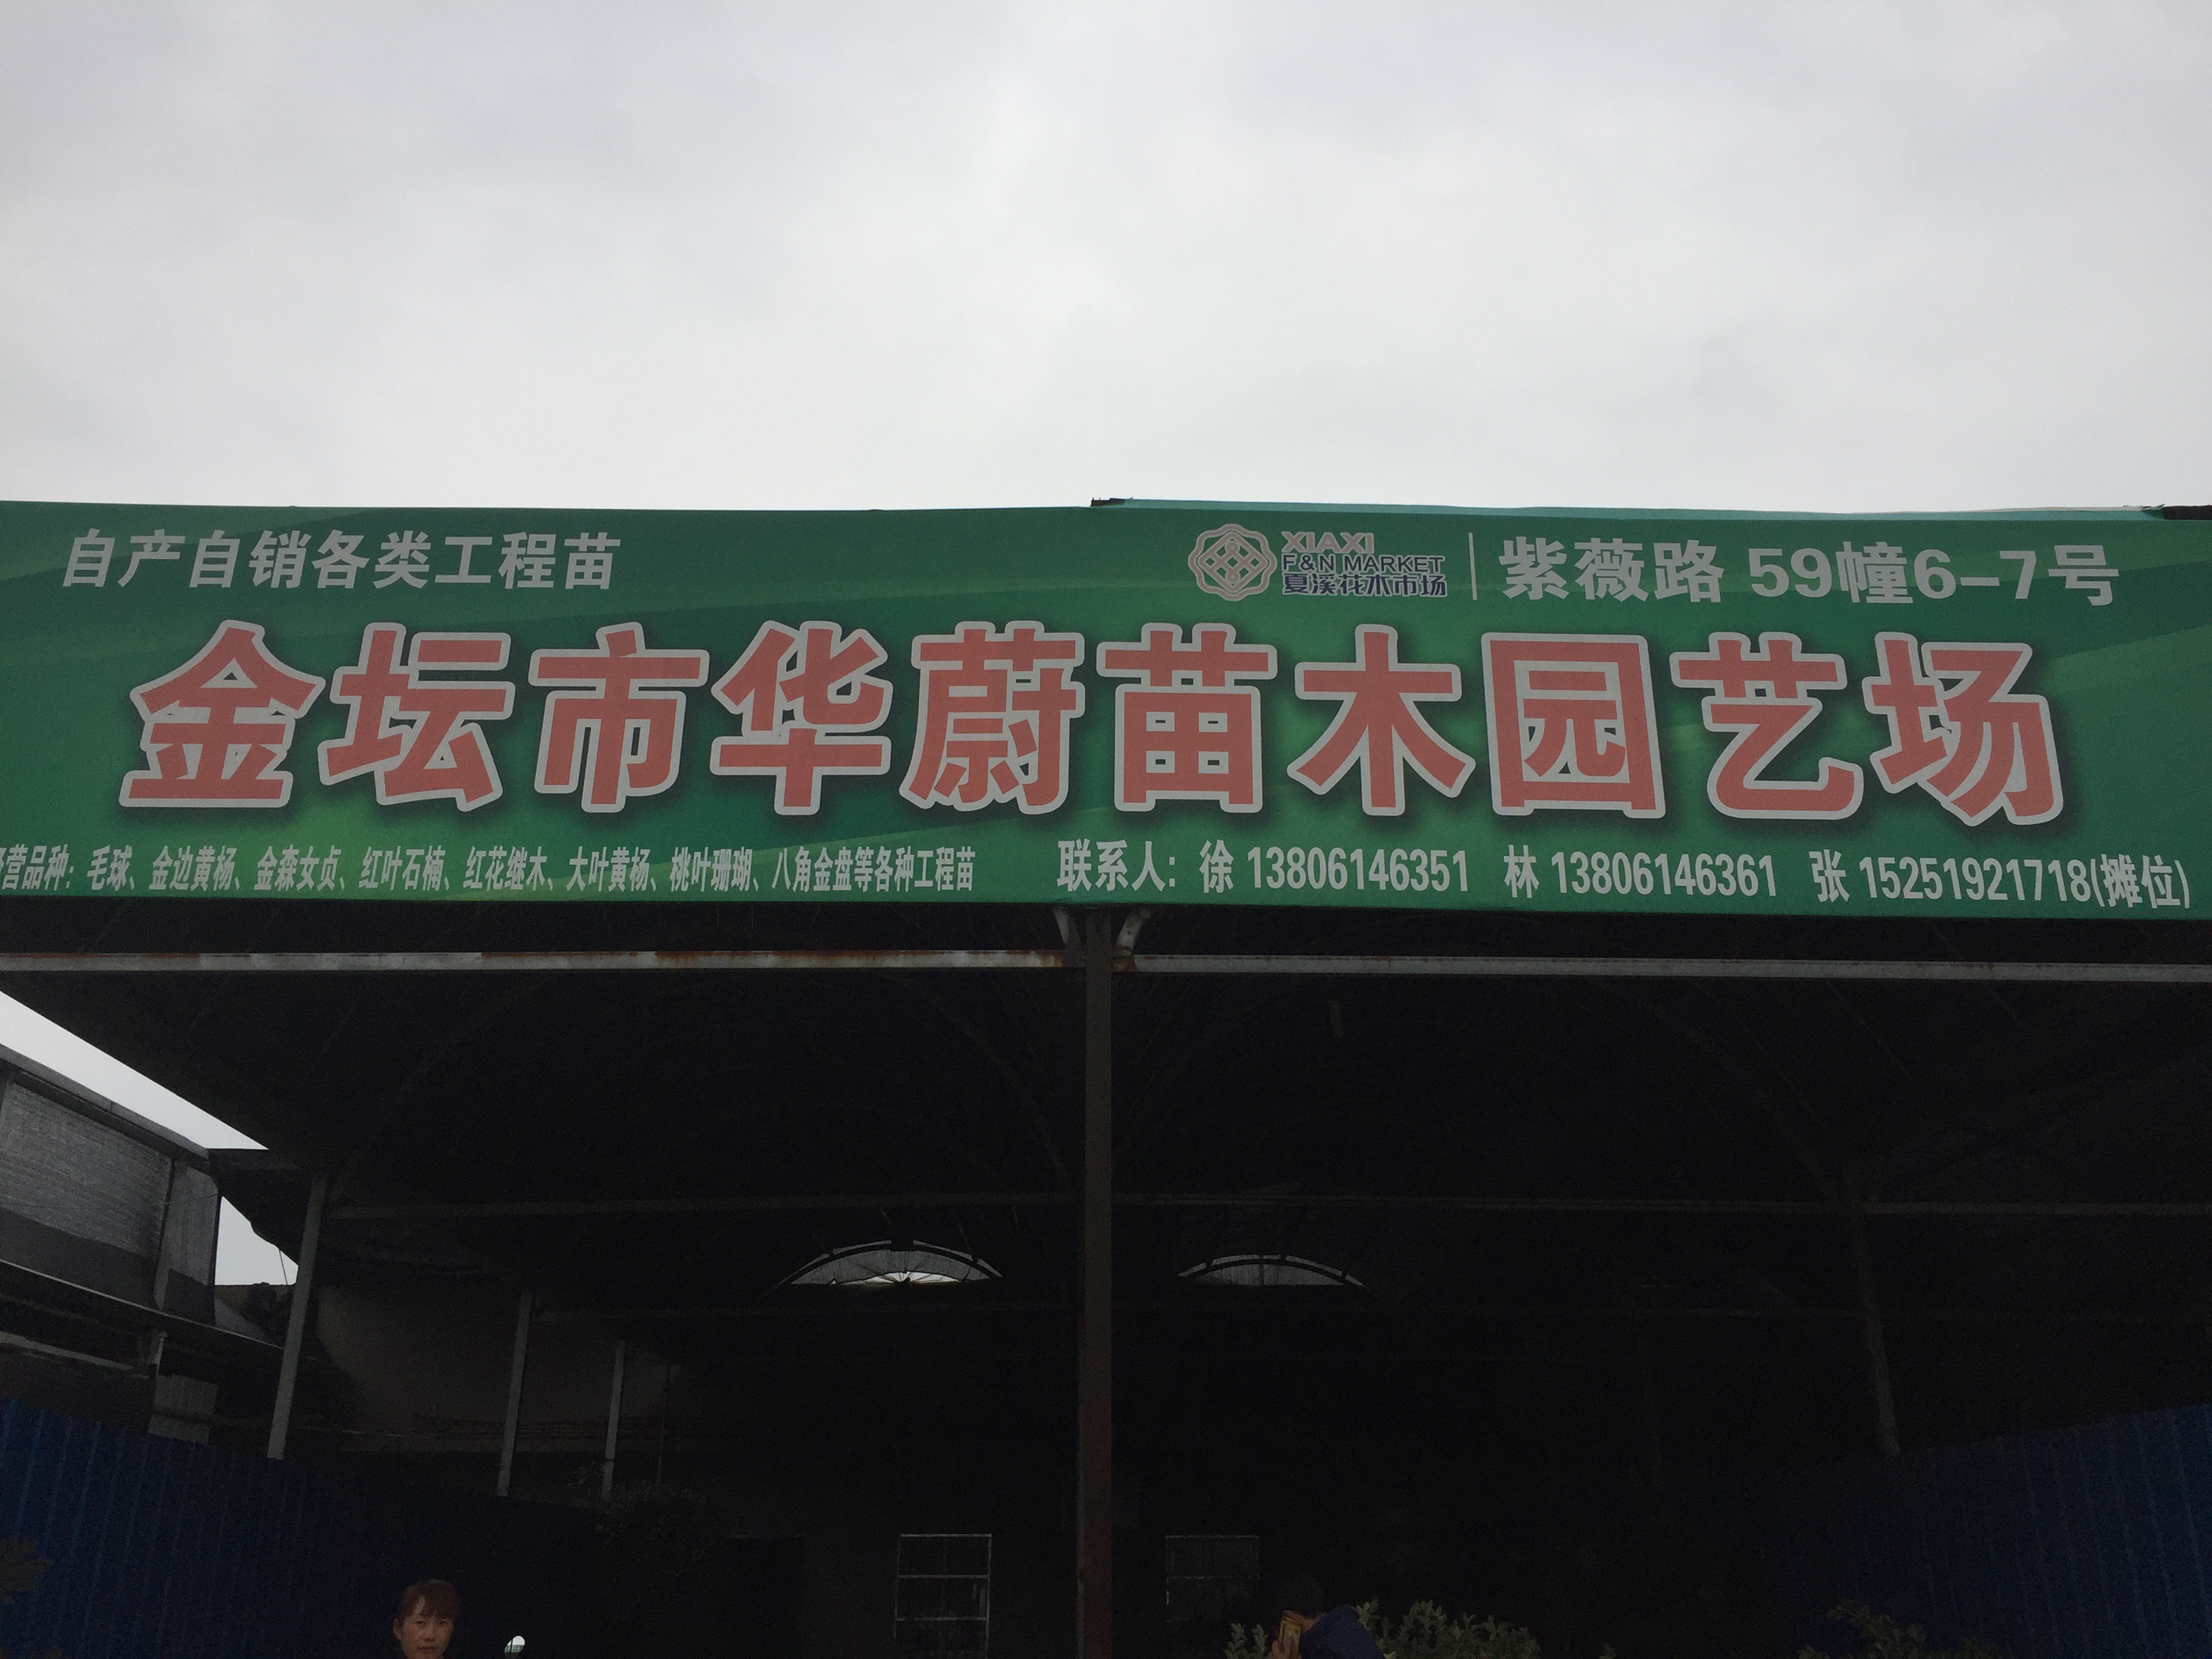 自产自销各类工程苗
XIAXI
F&N MARKET
夏溪花木市场
紫薇路 59幢6-7号
金坛市华蔚苗木园艺场
营品种：毛球、金边黄杨、金森女贞、红叶石楠、红花继木、大叶黄杨、桃叶珊瑚、八角金盘等各种工程苗
联系人：徐 13806146351 林 13806146361 张 15251921718(摊位)